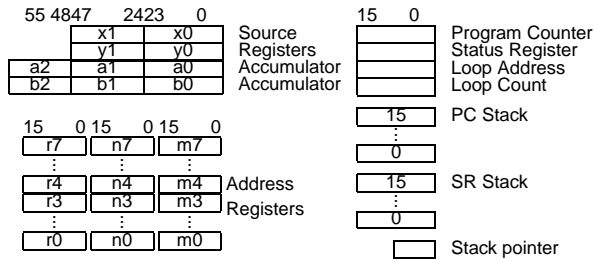 55 4847 2423 0
x1 x0 Source
y1 y0 Registers
a2 a1 a0 Accumulator
b2 b1 b0 Accumulator
15 0 15 0 15 0
r7 n7 m7
r4 n4 m4 Address
r3 n3 m3 Registers
r0 n0 m0
15 0
Program Counter
Status Register
Loop Address
Loop Count
15 PC Stack
0
15 SR Stack
0
Stack pointer